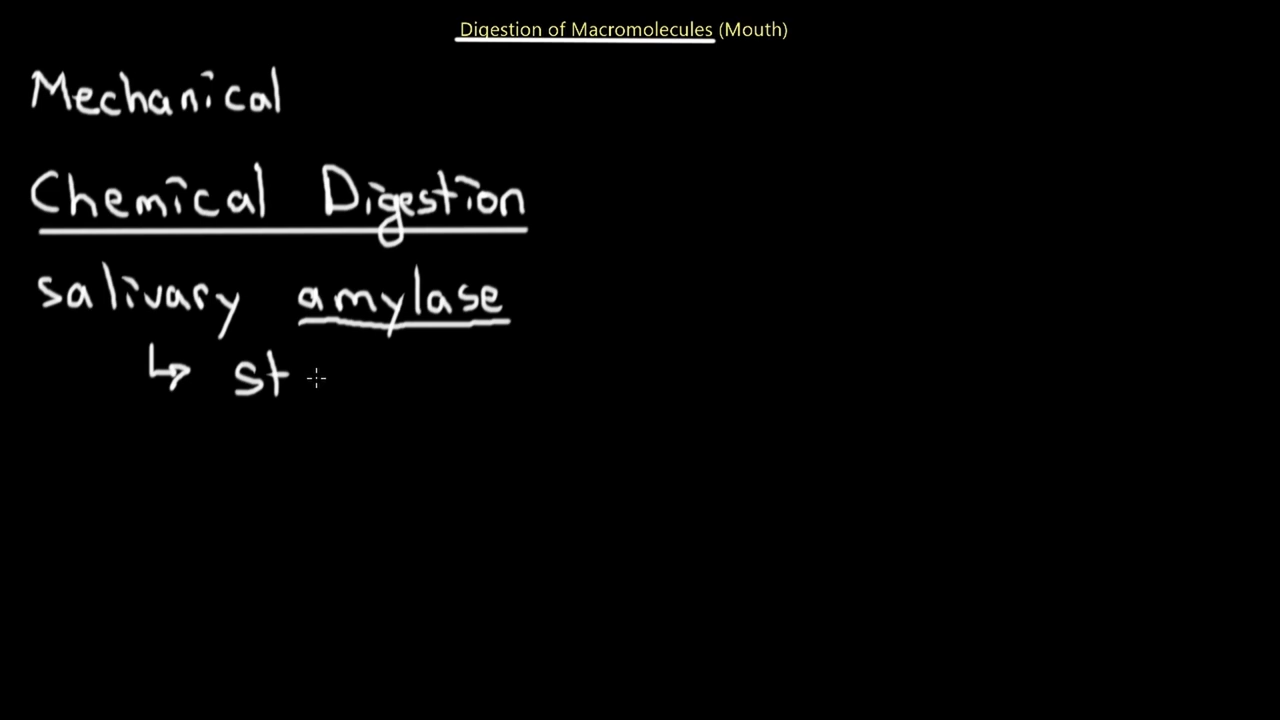 Digestion of Macromolecules (Mouth)
Mechanical
Chemical Digestion
salivary amylase
↳ st